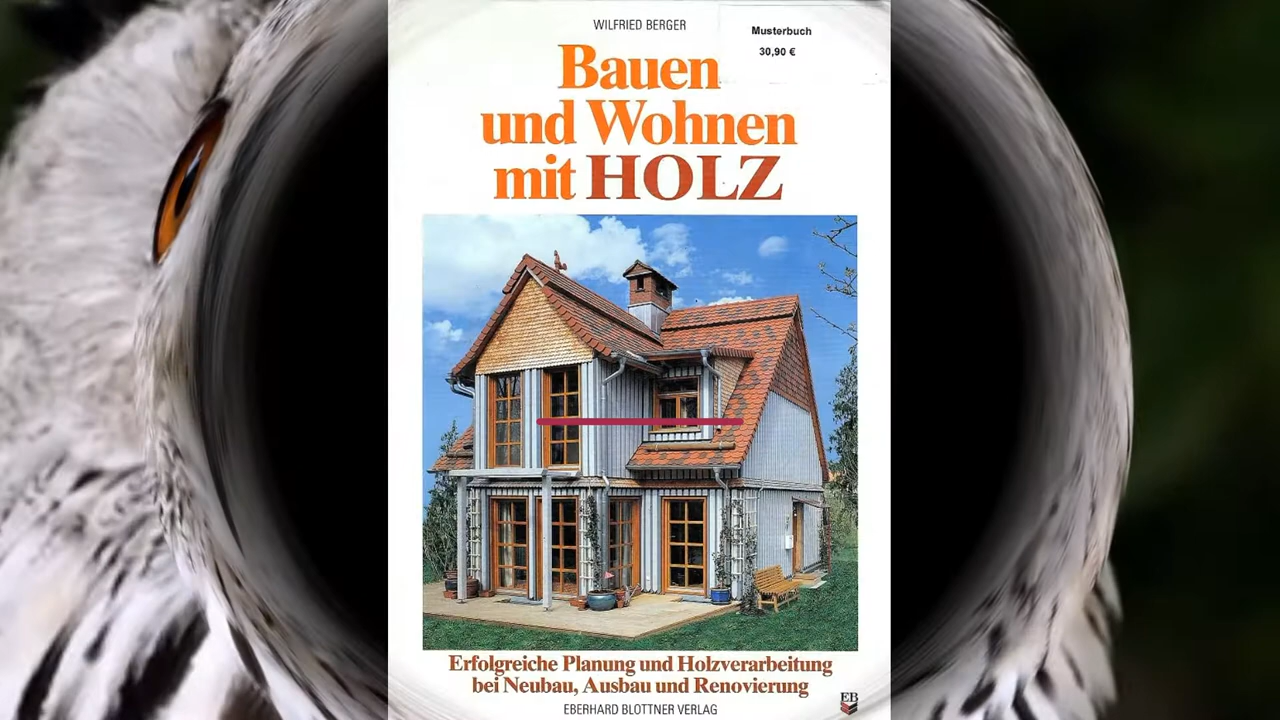 WILFRIED BERGER
Musterbuch
30,90 €
Bauen
und Wohnen
mit HOLZ
Erfolgreiche Planung und Holzverarbeitung
bei Neubau, Ausbau und Renovierung
EBERHARD BLOTTNER VERLAG
EB